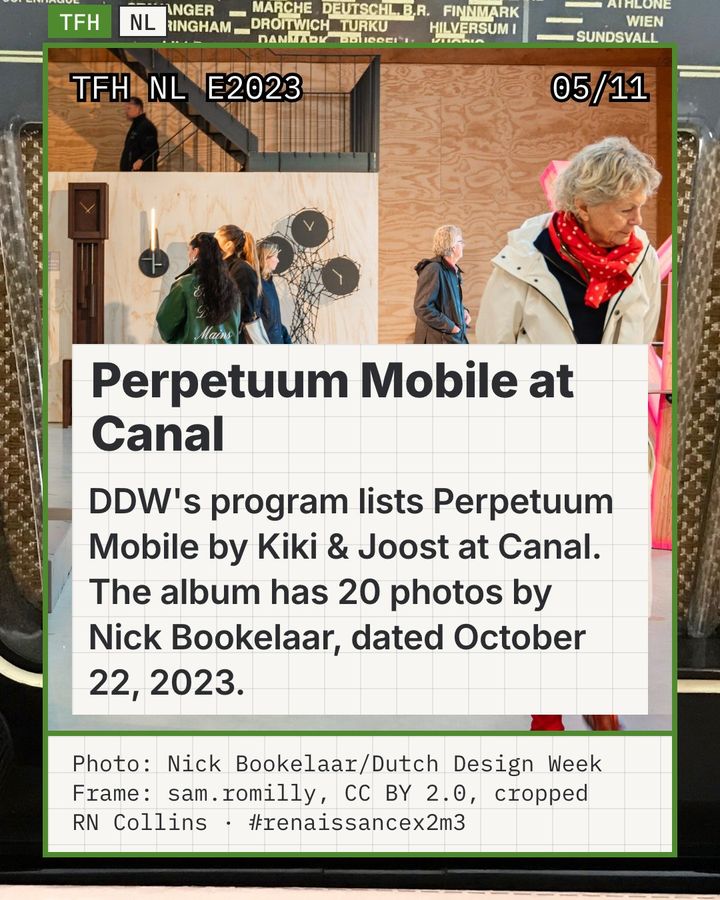 MARCHE DEUTSCHL.B.R. FINNMARK
ATHLONE
DROITWICH TURKU HILVERSUM I
WIEN
SUNDSVALL
TFH NL
TFH NL E2023 05/11
Mains
Perpetuum Mobile at
Canal
DDW's program lists Perpetuum
Mobile by Kiki & Joost at Canal.
The album has 20 photos by
Nick Bookelaar, dated October
22, 2023.
Photo: Nick Bookelaar/Dutch Design Week
Frame: sam.romilly, CC BY 2.0, cropped
RN Collins · #renaissancex2m3